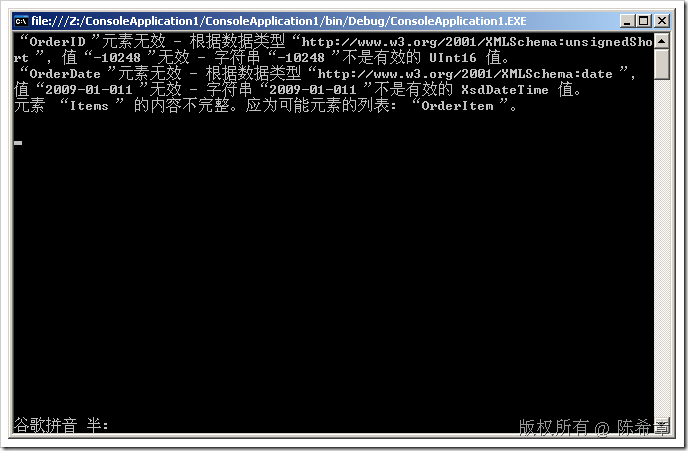 file:///Z:/ConsoleApplication1/ConsoleApplication1/bin/Debug/ConsoleApplication1.EXE
“OrderID ”元素无效 - 根据数据类型“http://www.w3.org/2001/XMLSchema:unsignedSho
rt ”，值“-10248 ”无效 - 字符串“-10248 ”不是有效的 UInt16 值。
“OrderDate ”元素无效 - 根据数据类型“http://www.w3.org/2001/XMLSchema:date ”，
值“2009-01-011 ”无效 - 字符串“2009-01-011 ”不是有效的 XsdDateTime 值。
元素 “Items ” 的内容不完整。应为可能元素的列表: “OrderItem ”。
谷歌拼音 半:
版权所有 @ 陈希章